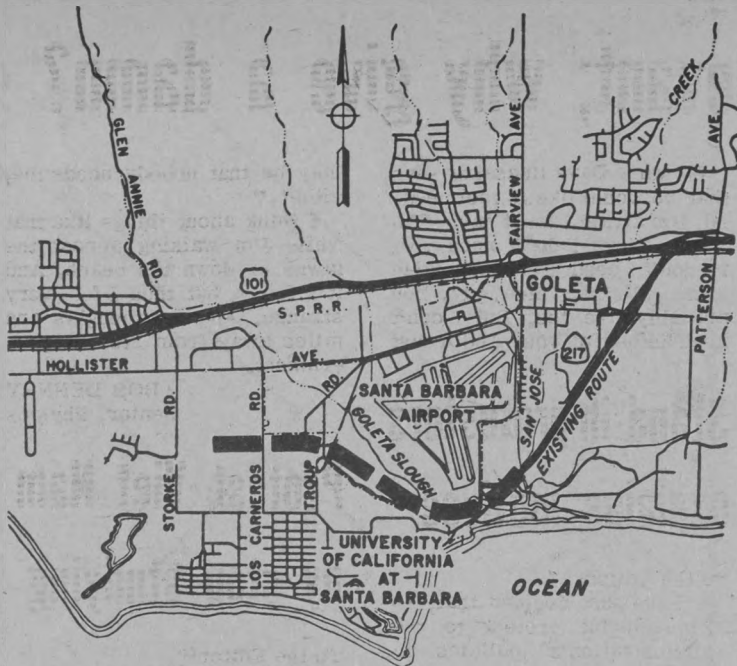 GLEN
ANNIE
RD.
CREEK
AVE.
FAIRVIEW
AVE.
101
S.P.R.R.
GOLETA
PATTERSON
HOLLISTER AVE.
217
RD.
RD.
RD.
SANTA BARBARA
AIRPORT
SAN JOSE
EXISTING ROUTE
GOLETA SLOUGH
STORKE
LOS CARNEROS
TROUP
UNIVERSITY
OF CALIFORNIA
AT
SANTA BARBARA
OCEAN